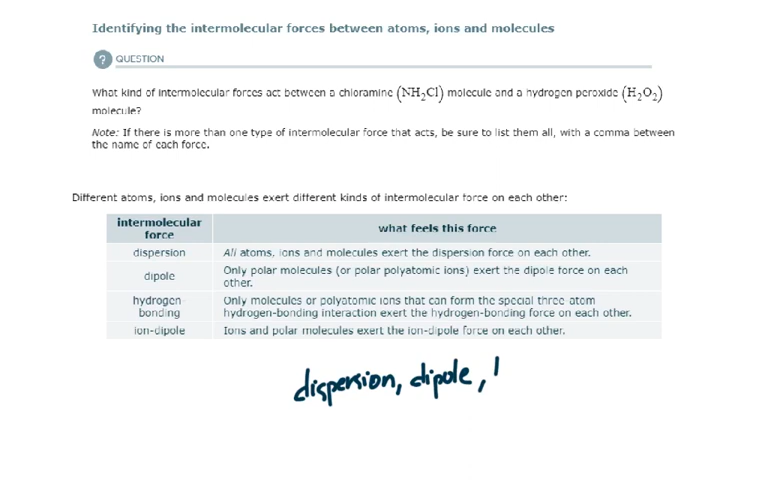 Identifying the intermolecular forces between atoms, ions and molecules
? QUESTION
What kind of intermolecular forces act between a chloramine (NH₂Cl) molecule and a hydrogen peroxide (H₂O₂)
molecule?
Note: If there is more than one type of intermolecular force that acts, be sure to list them all, with a comma between
the name of each force.
Different atoms, ions and molecules exert different kinds of intermolecular force on each other:
intermolecular
force
what feels this force
dispersion
All atoms, ions and molecules exert the dispersion force on each other.
dipole
Only polar molecules (or polar polyatomic ions) exert the dipole force on each
other.
hydrogen-
bonding
Only molecules or polyatomic ions that can form the special three-atom
hydrogen-bonding interaction exert the hydrogen-bonding force on each other.
ion-dipole
Ions and polar molecules exert the ion-dipole force on each other.
dispersion, dipole,